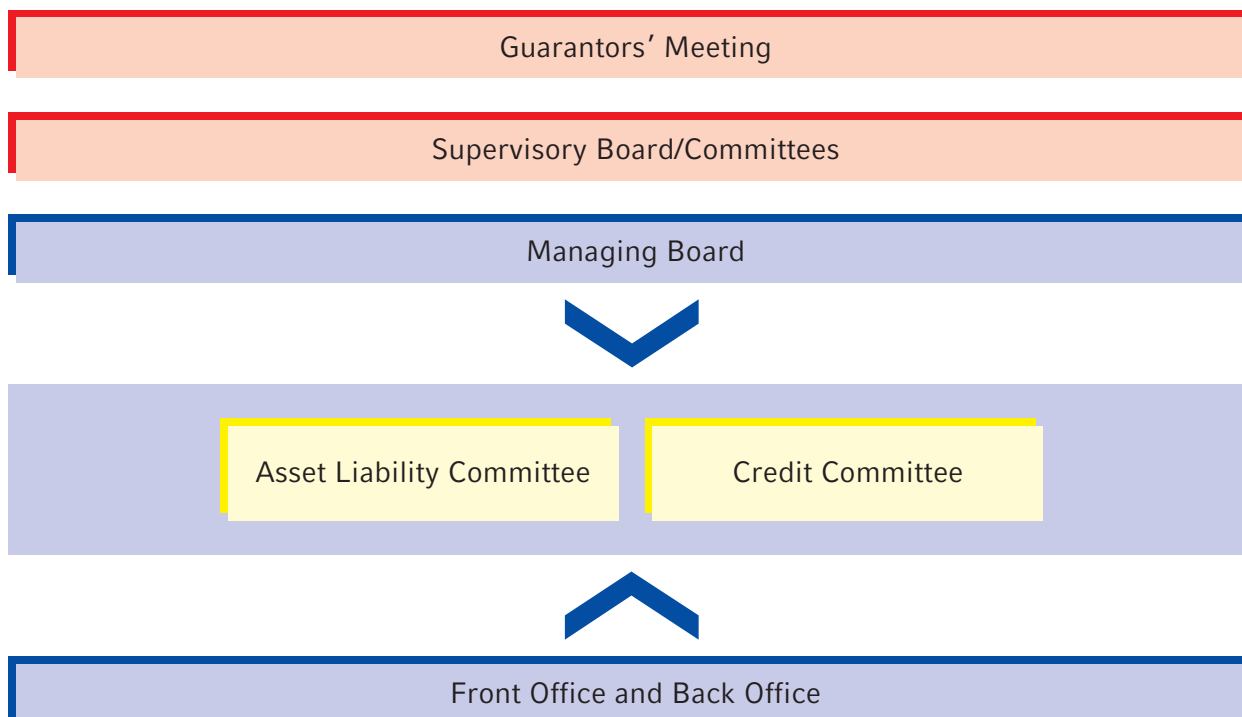 Guarantors’ Meeting
Supervisory Board/Committees
Managing Board
Asset Liability Committee
Credit Committee
Front Office and Back Office